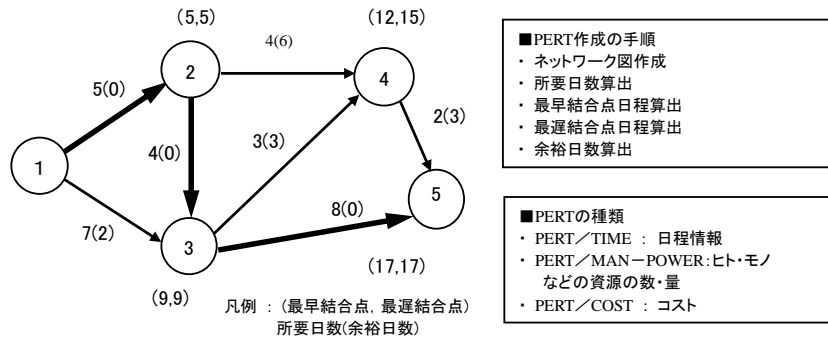 (5,5)
(12,15)
4(6)
2
4
5(0)
4(0)
3(3)
2(3)
1
5
7(2)
3
8(0)
(17,17)
(9,9)
凡例 : (最早結合点, 最遅結合点)
所要日数(余裕日数)
■PERT作成の手順
・ ネットワーク図作成
・ 所要日数算出
・ 最早結合点日程算出
・ 最遅結合点日程算出
・ 余裕日数算出
■PERTの種類
・ PERT/TIME : 日程情報
・ PERT/MAN-POWER:ヒト・モノ
などの資源の数・量
・ PERT/COST : コスト